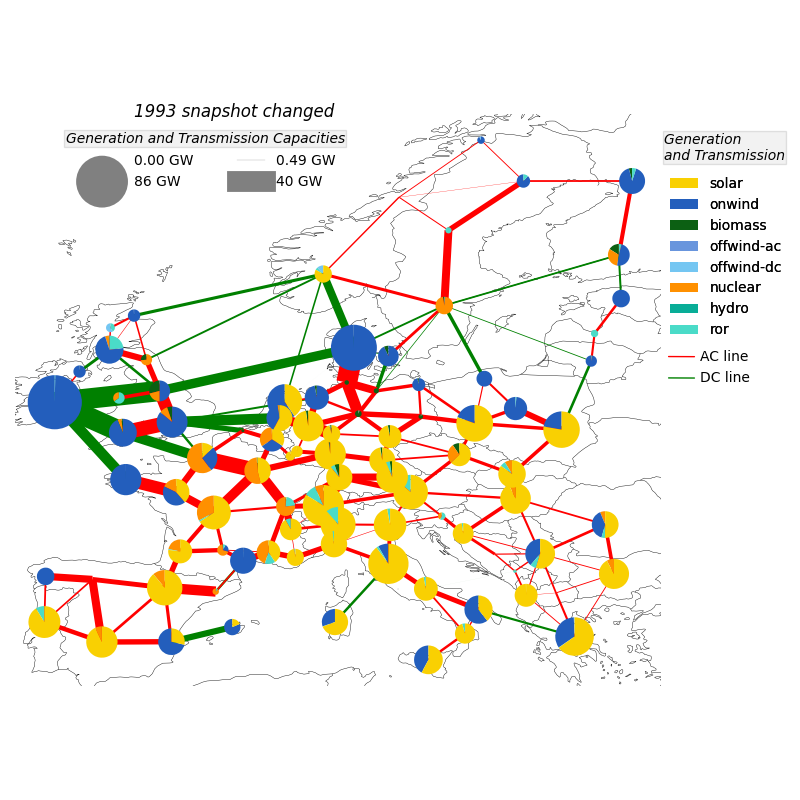 1993 snapshot changed
Generation and Transmission Capacities
0.00 GW 0.49 GW
86 GW 40 GW
Generation
and Transmission
solar
onwind
biomass
offwind-ac
offwind-dc
nuclear
hydro
ror
AC line
DC line